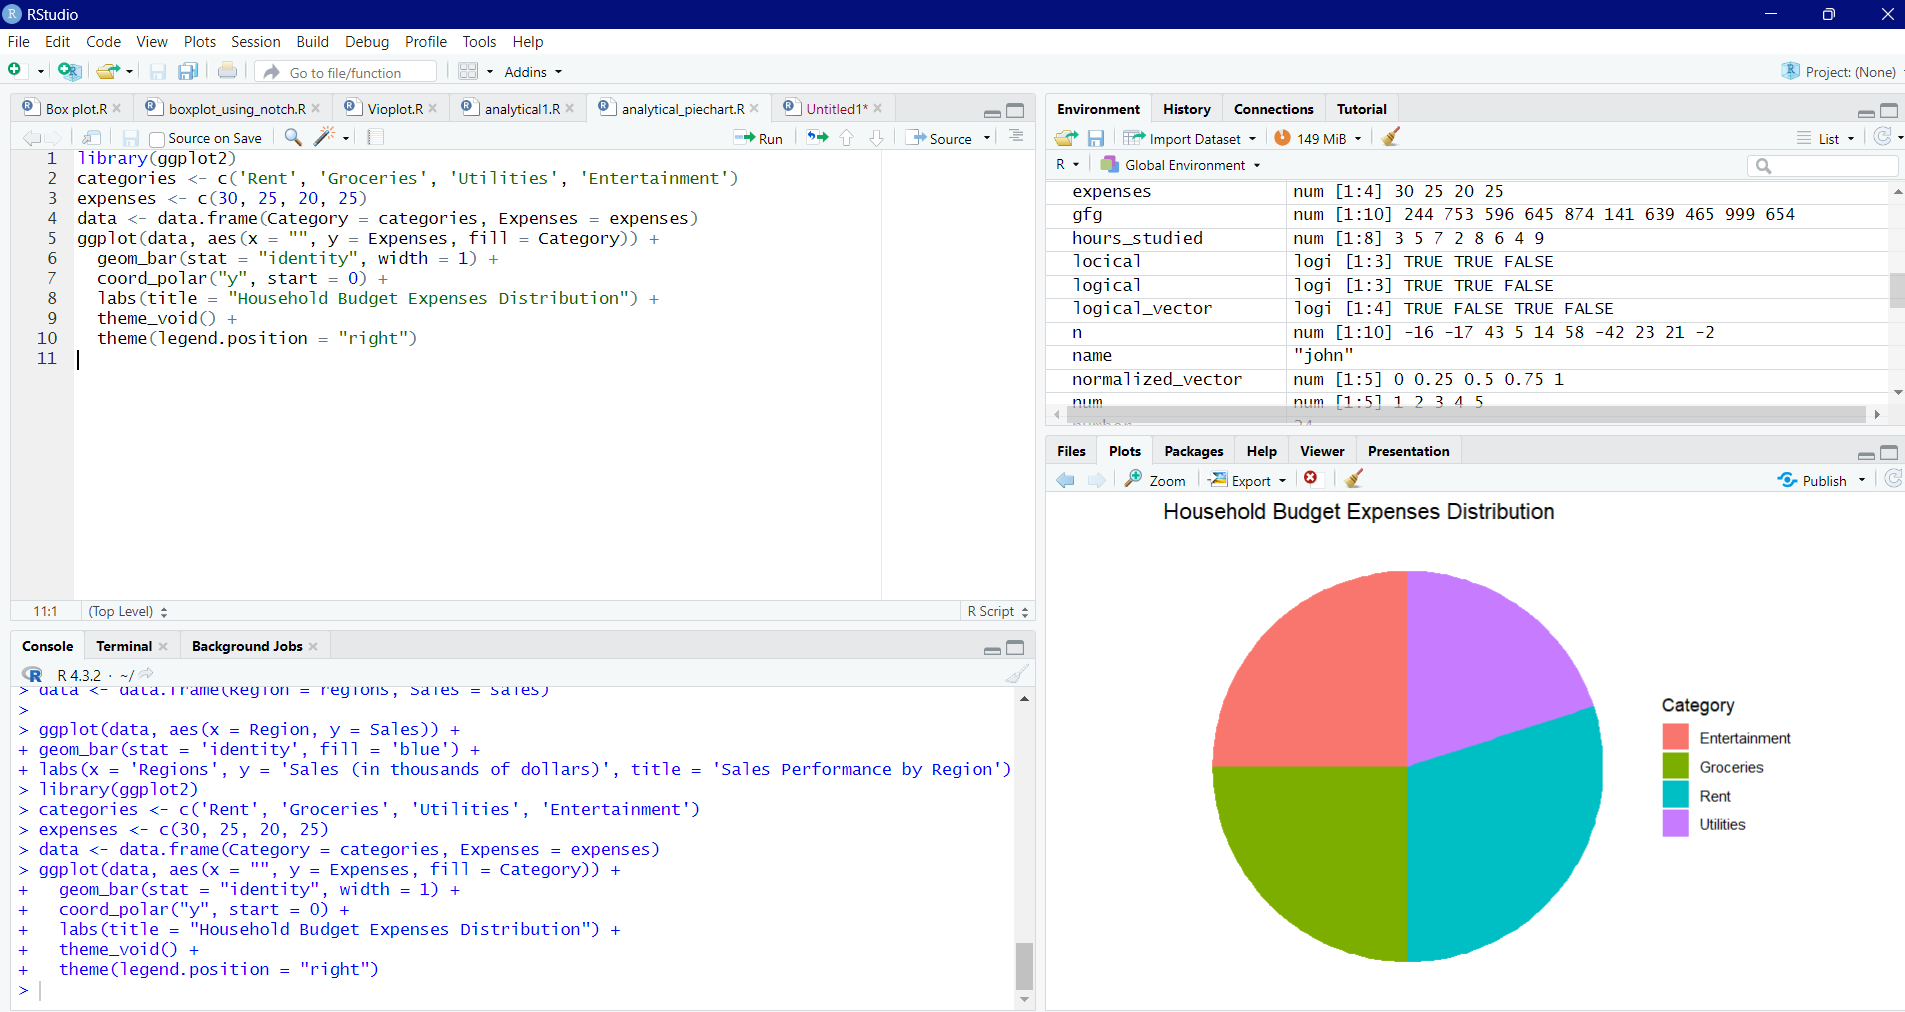 RStudio
File Edit Code View Plots Session Build Debug Profile Tools Help
Go to file/function Addins Project: (None)
Box plot.R boxplot_using_notch.R Vioplot.R analytical1.R analytical_piechart.R Untitled1*
Source on Save Run Source
1 library(ggplot2)
2 categories <- c('Rent', 'Groceries', 'Utilities', 'Entertainment')
3 expenses <- c(30, 25, 20, 25)
4 data <- data.frame(Category = categories, Expenses = expenses)
5 ggplot(data, aes(x = "", y = Expenses, fill = Category)) +
6   geom_bar(stat = "identity", width = 1) +
7   coord_polar("y", start = 0) +
8   labs(title = "Household Budget Expenses Distribution") +
9   theme_void() +
10   theme(legend.position = "right")
11
11:1 (Top Level) R Script
Console Terminal Background Jobs
R 4.3.2 · ~/
> data <- data.frame(Region = regions, Sales = sales)
>
> ggplot(data, aes(x = Region, y = Sales)) +
+ geom_bar(stat = 'identity', fill = 'blue') +
+ labs(x = 'Regions', y = 'Sales (in thousands of dollars)', title = 'Sales Performance by Region')
> library(ggplot2)
> categories <- c('Rent', 'Groceries', 'Utilities', 'Entertainment')
> expenses <- c(30, 25, 20, 25)
> data <- data.frame(Category = categories, Expenses = expenses)
> ggplot(data, aes(x = "", y = Expenses, fill = Category)) +
+   geom_bar(stat = "identity", width = 1) +
+   coord_polar("y", start = 0) +
+   labs(title = "Household Budget Expenses Distribution") +
+   theme_void() +
+   theme(legend.position = "right")
>
Environment History Connections Tutorial
Import Dataset 149 MiB List
R Global Environment
expenses num [1:4] 30 25 20 25
gfg num [1:10] 244 753 596 645 874 141 639 465 999 654
hours_studied num [1:8] 3 5 7 2 8 6 4 9
locical logi [1:3] TRUE TRUE FALSE
logical logi [1:3] TRUE TRUE FALSE
logical_vector logi [1:4] TRUE FALSE TRUE FALSE
n num [1:10] -16 -17 43 5 14 58 -42 23 21 -2
name "john"
normalized_vector num [1:5] 0 0.25 0.5 0.75 1
num num [1:5] 1 2 3 4 5
Files Plots Packages Help Viewer Presentation
Zoom Export Publish
Household Budget Expenses Distribution
Category
Entertainment
Groceries
Rent
Utilities